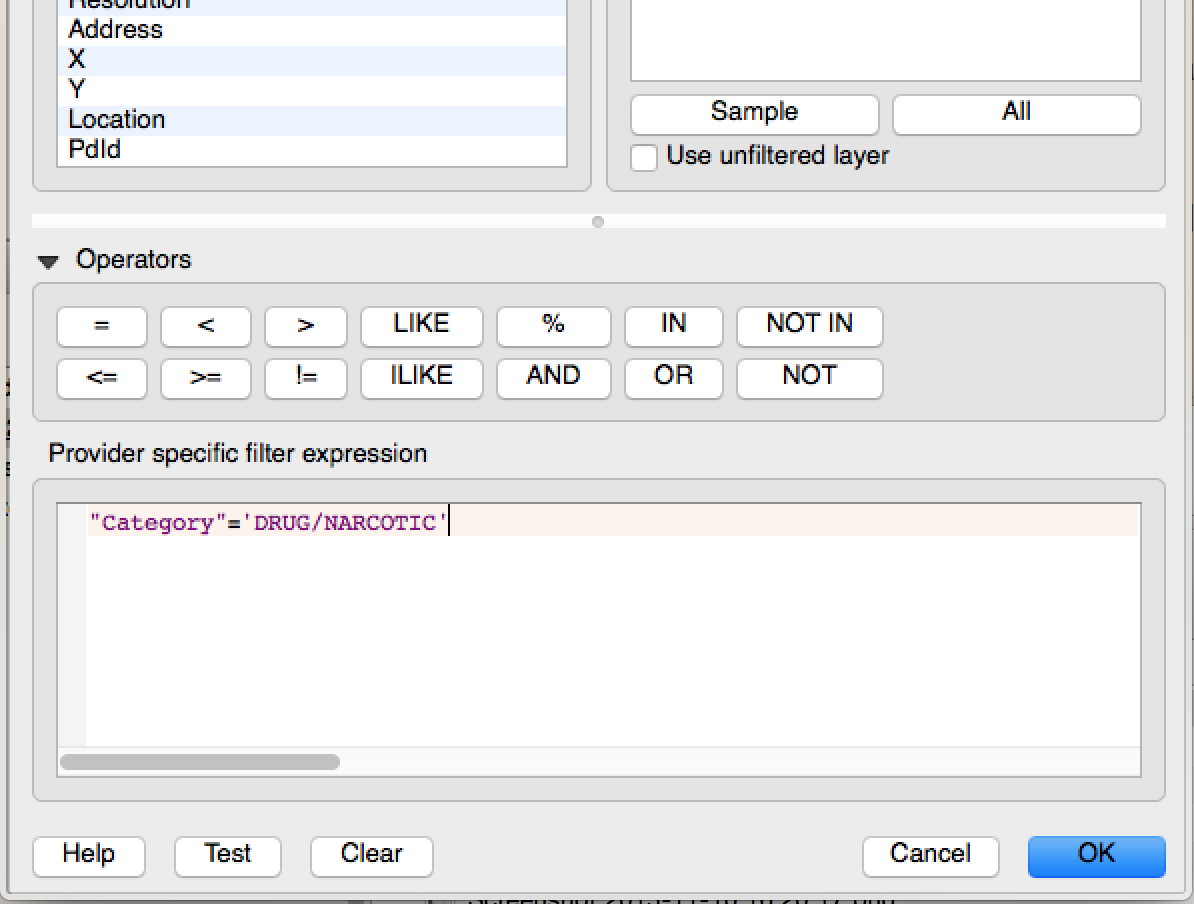 Resolution
Address
X
Y
Location
PdId
Sample
All
Use unfiltered layer
Operators
= < > LIKE % IN NOT IN
<= >= != ILIKE AND OR NOT
Provider specific filter expression
"Category"='DRUG/NARCOTIC'
Help Test Clear Cancel OK